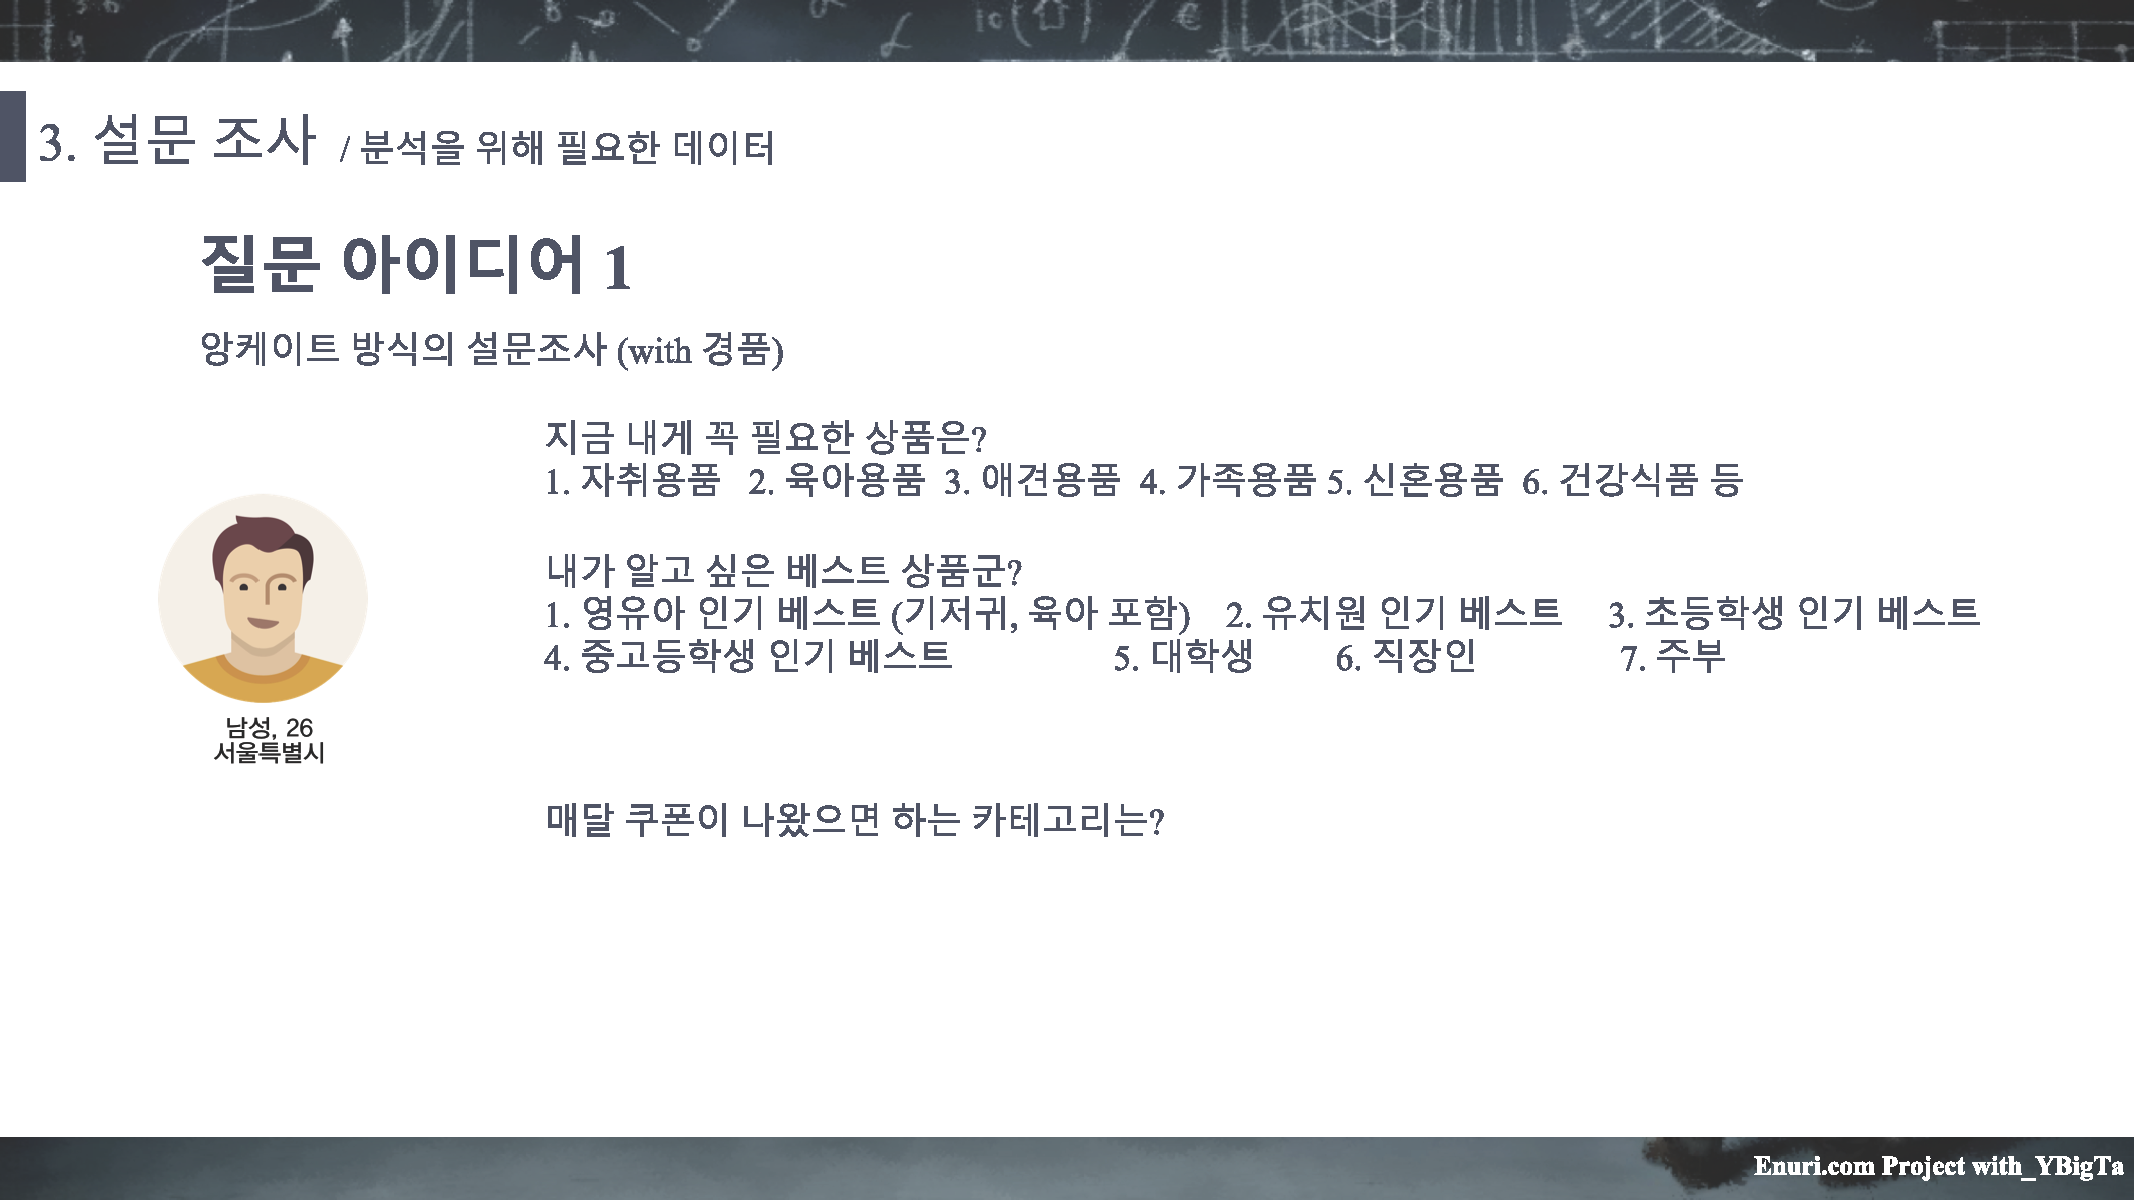 3. 설문 조사 / 분석을 위해 필요한 데이터
질문 아이디어 1
앙케이트 방식의 설문조사 (with 경품)
지금 내게 꼭 필요한 상품은?
1. 자취용품 2. 육아용품 3. 애견용품 4. 가족용품 5. 신혼용품 6. 건강식품 등
내가 알고 싶은 베스트 상품군?
1. 영유아 인기 베스트 (기저귀, 육아 포함) 2. 유치원 인기 베스트 3. 초등학생 인기 베스트
4. 중고등학생 인기 베스트 5. 대학생 6. 직장인 7. 주부
남성, 26
서울특별시
매달 쿠폰이 나왔으면 하는 카테고리는?
Enuri.com Project with_YBigTa